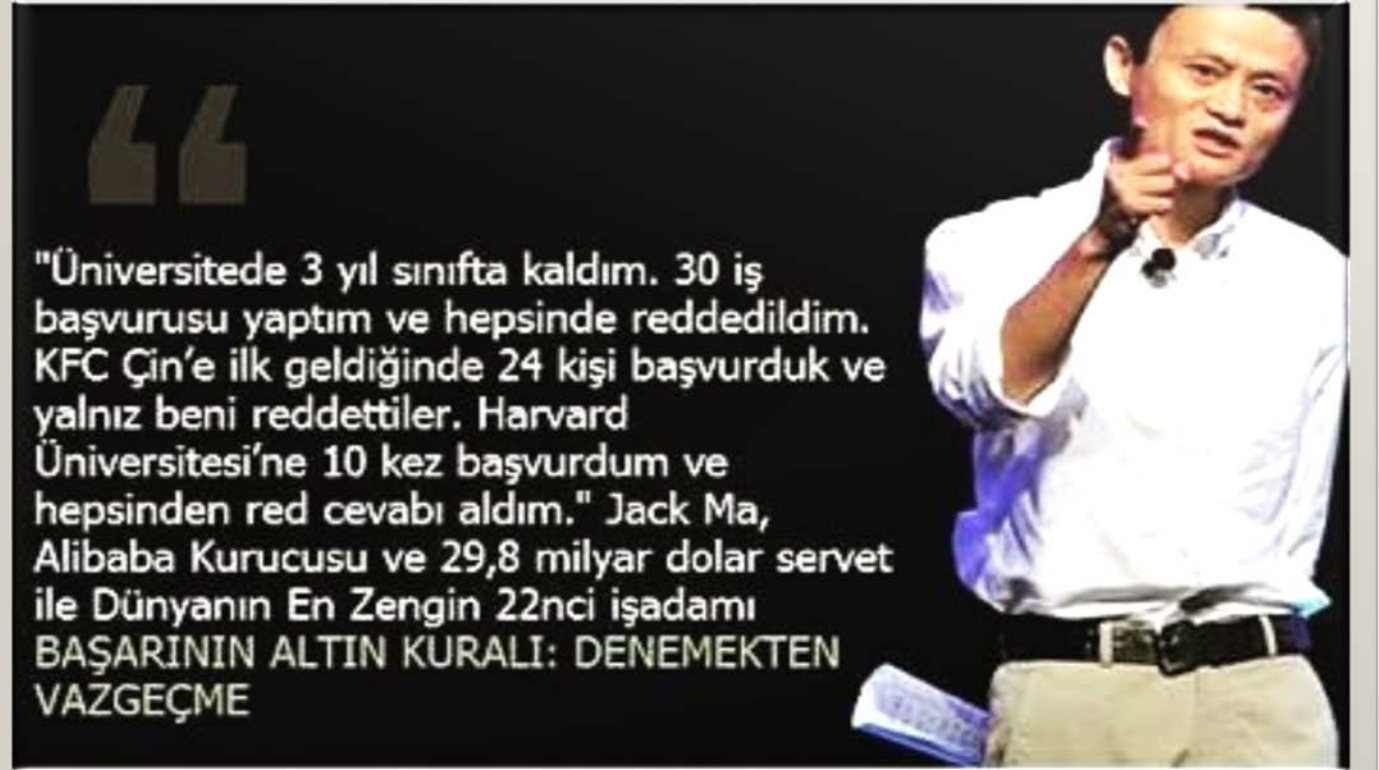 "Üniversitede 3 yıl sınıfta kaldım. 30 iş
başvurusu yaptım ve hepsinde reddedildim.
KFC Çin’e ilk geldiğinde 24 kişi başvurduk ve
yalnız beni reddettiler. Harvard
Üniversitesi’ne 10 kez başvurdum ve
hepsinden red cevabı aldım." Jack Ma,
Alibaba Kurucusu ve 29,8 milyar dolar servet
ile Dünyanın En Zengin 22nci işadamı
BAŞARININ ALTIN KURALI: DENEMEKTEN
VAZGEÇME